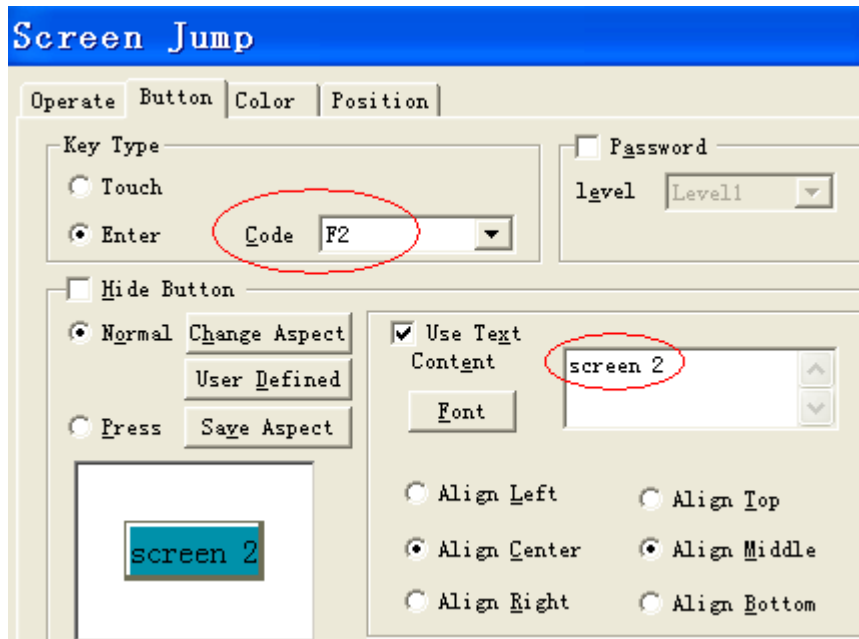 Screen Jump
Operate Button Color Position
Key Type
Touch
Enter Code F2
Password
level Level1
Hide Button
Normal Change Aspect
User Defined
Press Save Aspect
screen 2
Use Text
Content screen 2
Font
Align Left Align Top
Align Center Align Middle
Align Right Align Bottom